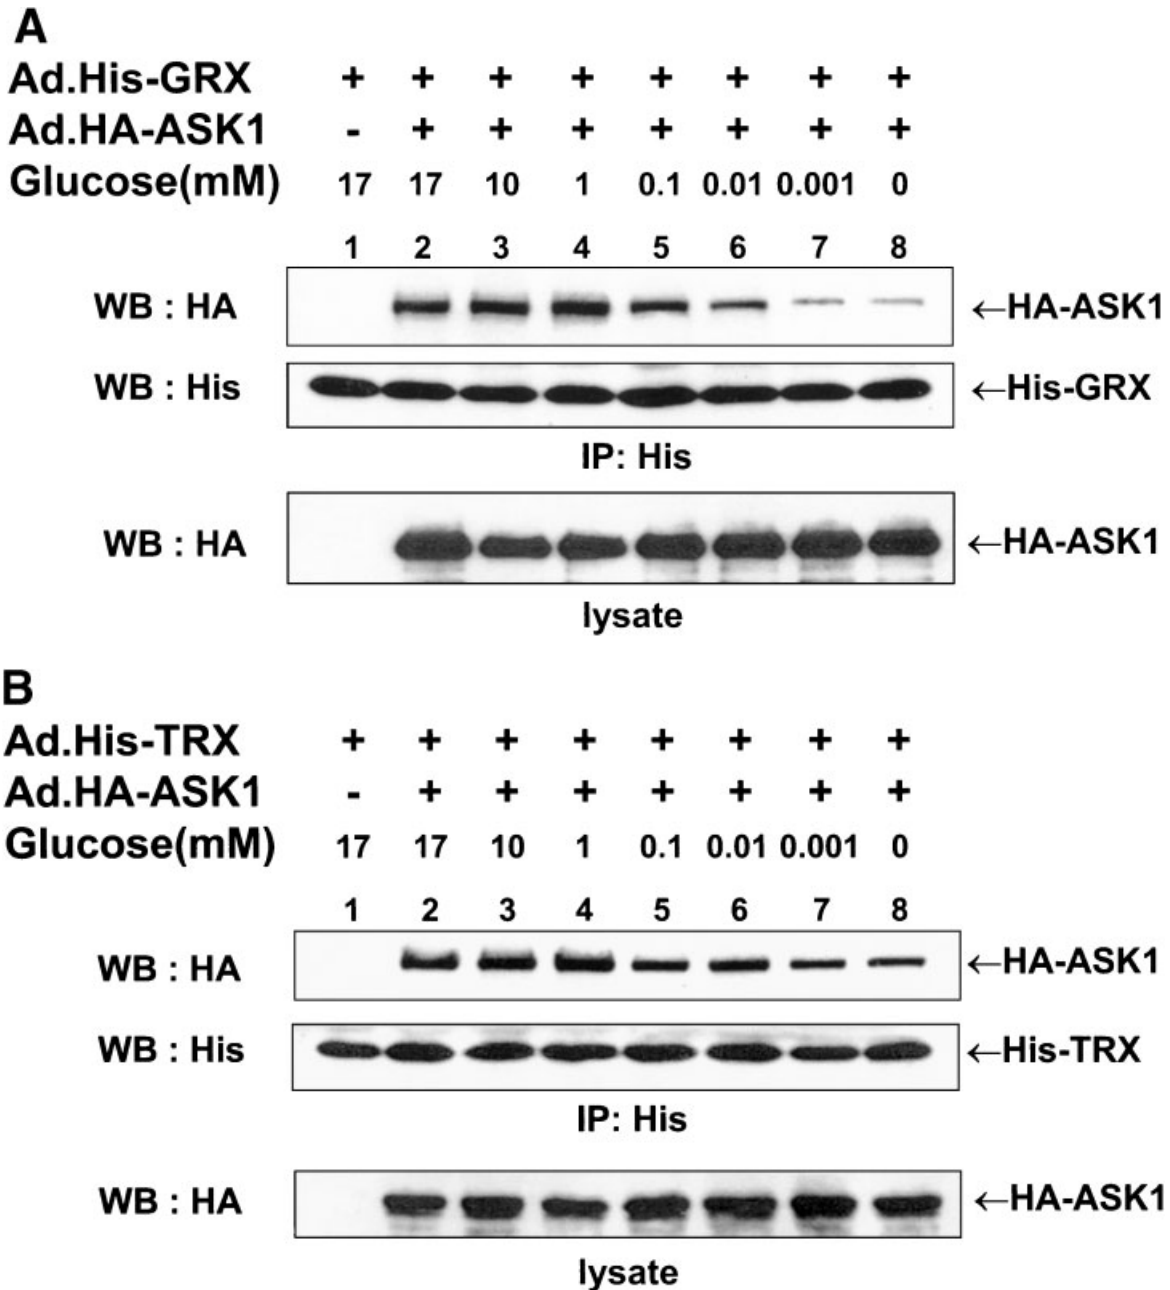 A
Ad.His-GRX + + + + + + + +
Ad.HA-ASK1 - + + + + + + +
Glucose(mM) 17 17 10 1 0.1 0.01 0.001 0
1 2 3 4 5 6 7 8
WB : HA ←HA-ASK1
WB : His ←His-GRX
IP: His
WB : HA ←HA-ASK1
lysate
B
Ad.His-TRX + + + + + + + +
Ad.HA-ASK1 - + + + + + + +
Glucose(mM) 17 17 10 1 0.1 0.01 0.001 0
1 2 3 4 5 6 7 8
WB : HA ←HA-ASK1
WB : His ←His-TRX
IP: His
WB : HA ←HA-ASK1
lysate